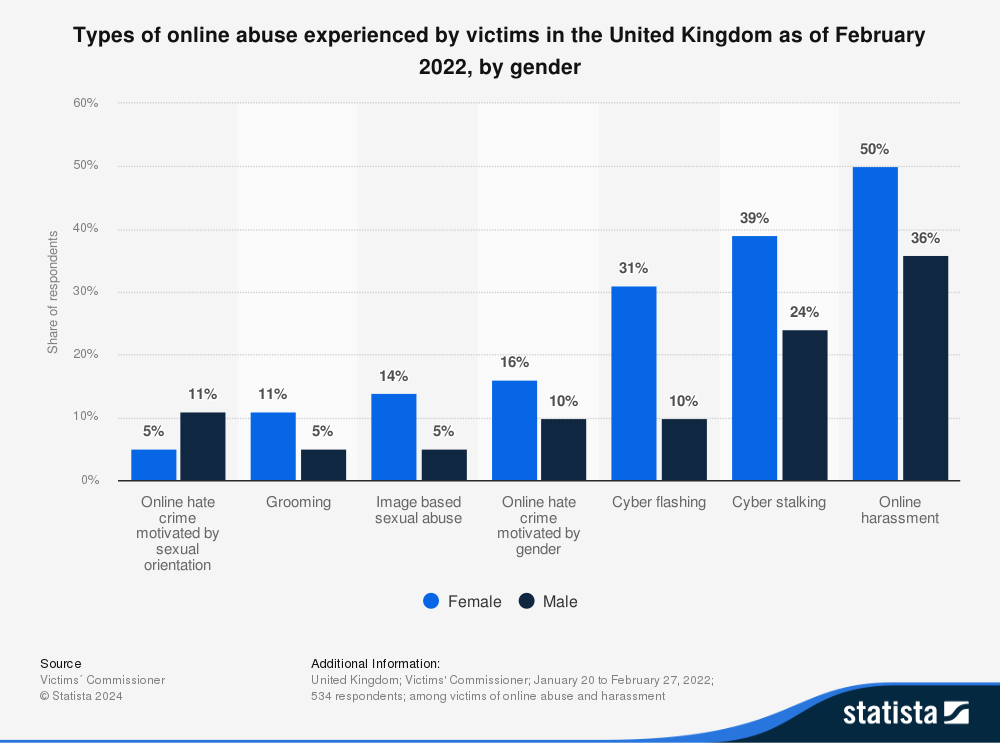 Types of online abuse experienced by victims in the United Kingdom as of February
2022, by gender
60%
50%
40%
30%
20%
10%
0%
Share of respondents
5%
11%
11%
5%
14%
5%
16%
10%
31%
10%
39%
24%
50%
36%
Online hate
crime
motivated by
sexual
orientation
Grooming
Image based
sexual abuse
Online hate
crime
motivated by
gender
Cyber flashing
Cyber stalking
Online
harassment
Female
Male
Source
Victims´ Commissioner
© Statista 2024
Additional Information:
United Kingdom; Victims' Commissioner; January 20 to February 27, 2022;
534 respondents; among victims of online abuse and harassment
statista